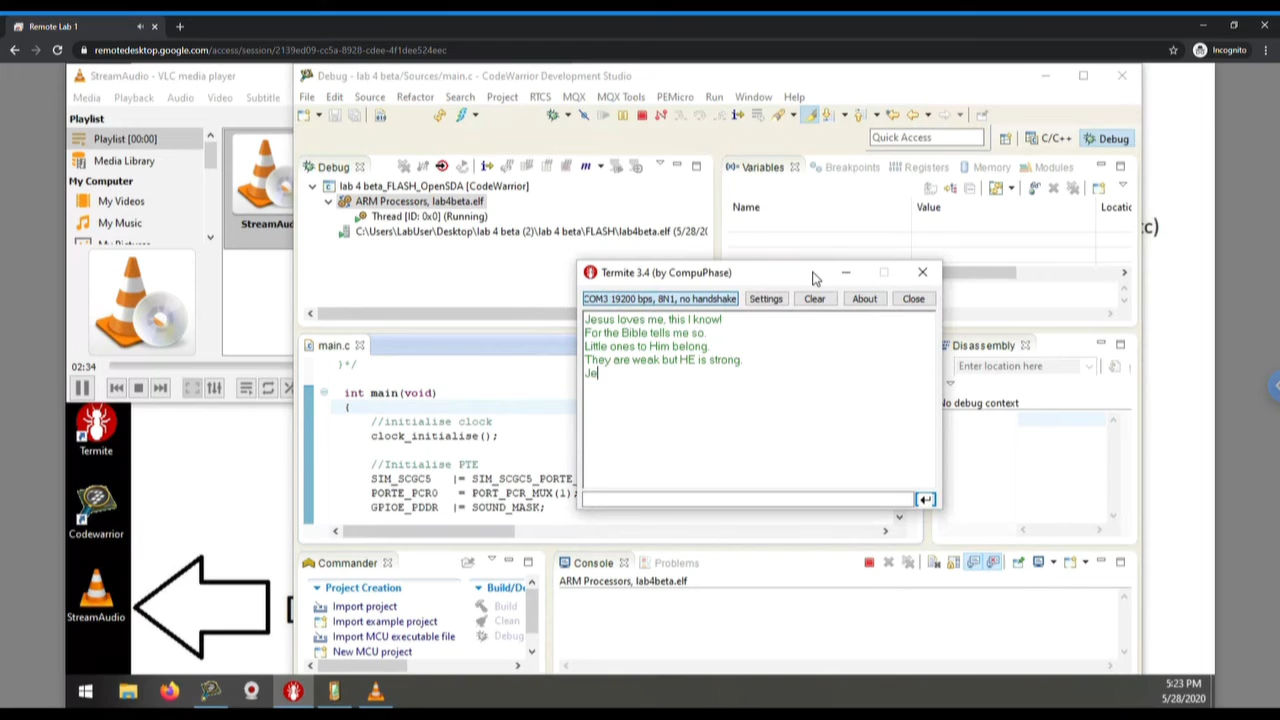 Remote Lab 1
remotedesktop.google.com/access/session/2139ed09-cc5a-8928-cdee-4f1dee524eec
Incognito
StreamAudio - VLC media player
Media Playback Audio Video Subtitle
Playlist
Playlist [00:00]
Media Library
My Computer
My Videos
My Music
StreamAud
02:34
Termite
Codewarrior
StreamAudio
Debug - lab 4 beta/Sources/main.c - CodeWarrior Development Studio
File Edit Source Refactor Search Project RTCS MQX MQX Tools PEMicro Run Window Help
Quick Access
C/C++
Debug
Debug
lab 4 beta_FLASH_OpenSDA [CodeWarrior]
ARM Processors, lab4beta.elf
Thread [ID: 0x0] (Running)
C:\Users\LabUser\Desktop\lab 4 beta (2)\lab 4 beta\FLASH\lab4beta.elf (5/28/20
Variables Breakpoints Registers Memory Modules
Name Value Locatio
c)
Termite 3.4 (by CompuPhase)
COM3 19200 bps, 8N1, no handshake Settings Clear About Close
Jesus loves me, this I know!
For the Bible tells me so.
Little ones to Him belong.
They are weak but HE is strong.
Je
main.c
}*/
int main(void)
{
//initialise clock
clock_initialise();
//Initialise PTE
SIM_SCGC5 |= SIM_SCGC5_PORTE_
PORTE_PCR0 = PORT_PCR_MUX(1);
GPIOE_PDDR |= SOUND_MASK;
Disassembly
Enter location here
No debug context
Commander
Project Creation
Import project
Import example project
Import MCU executable file
New MCU project
Build/De
Build
Clean
Debug
Console Problems
ARM Processors, lab4beta.elf
5:23 PM
5/28/2020